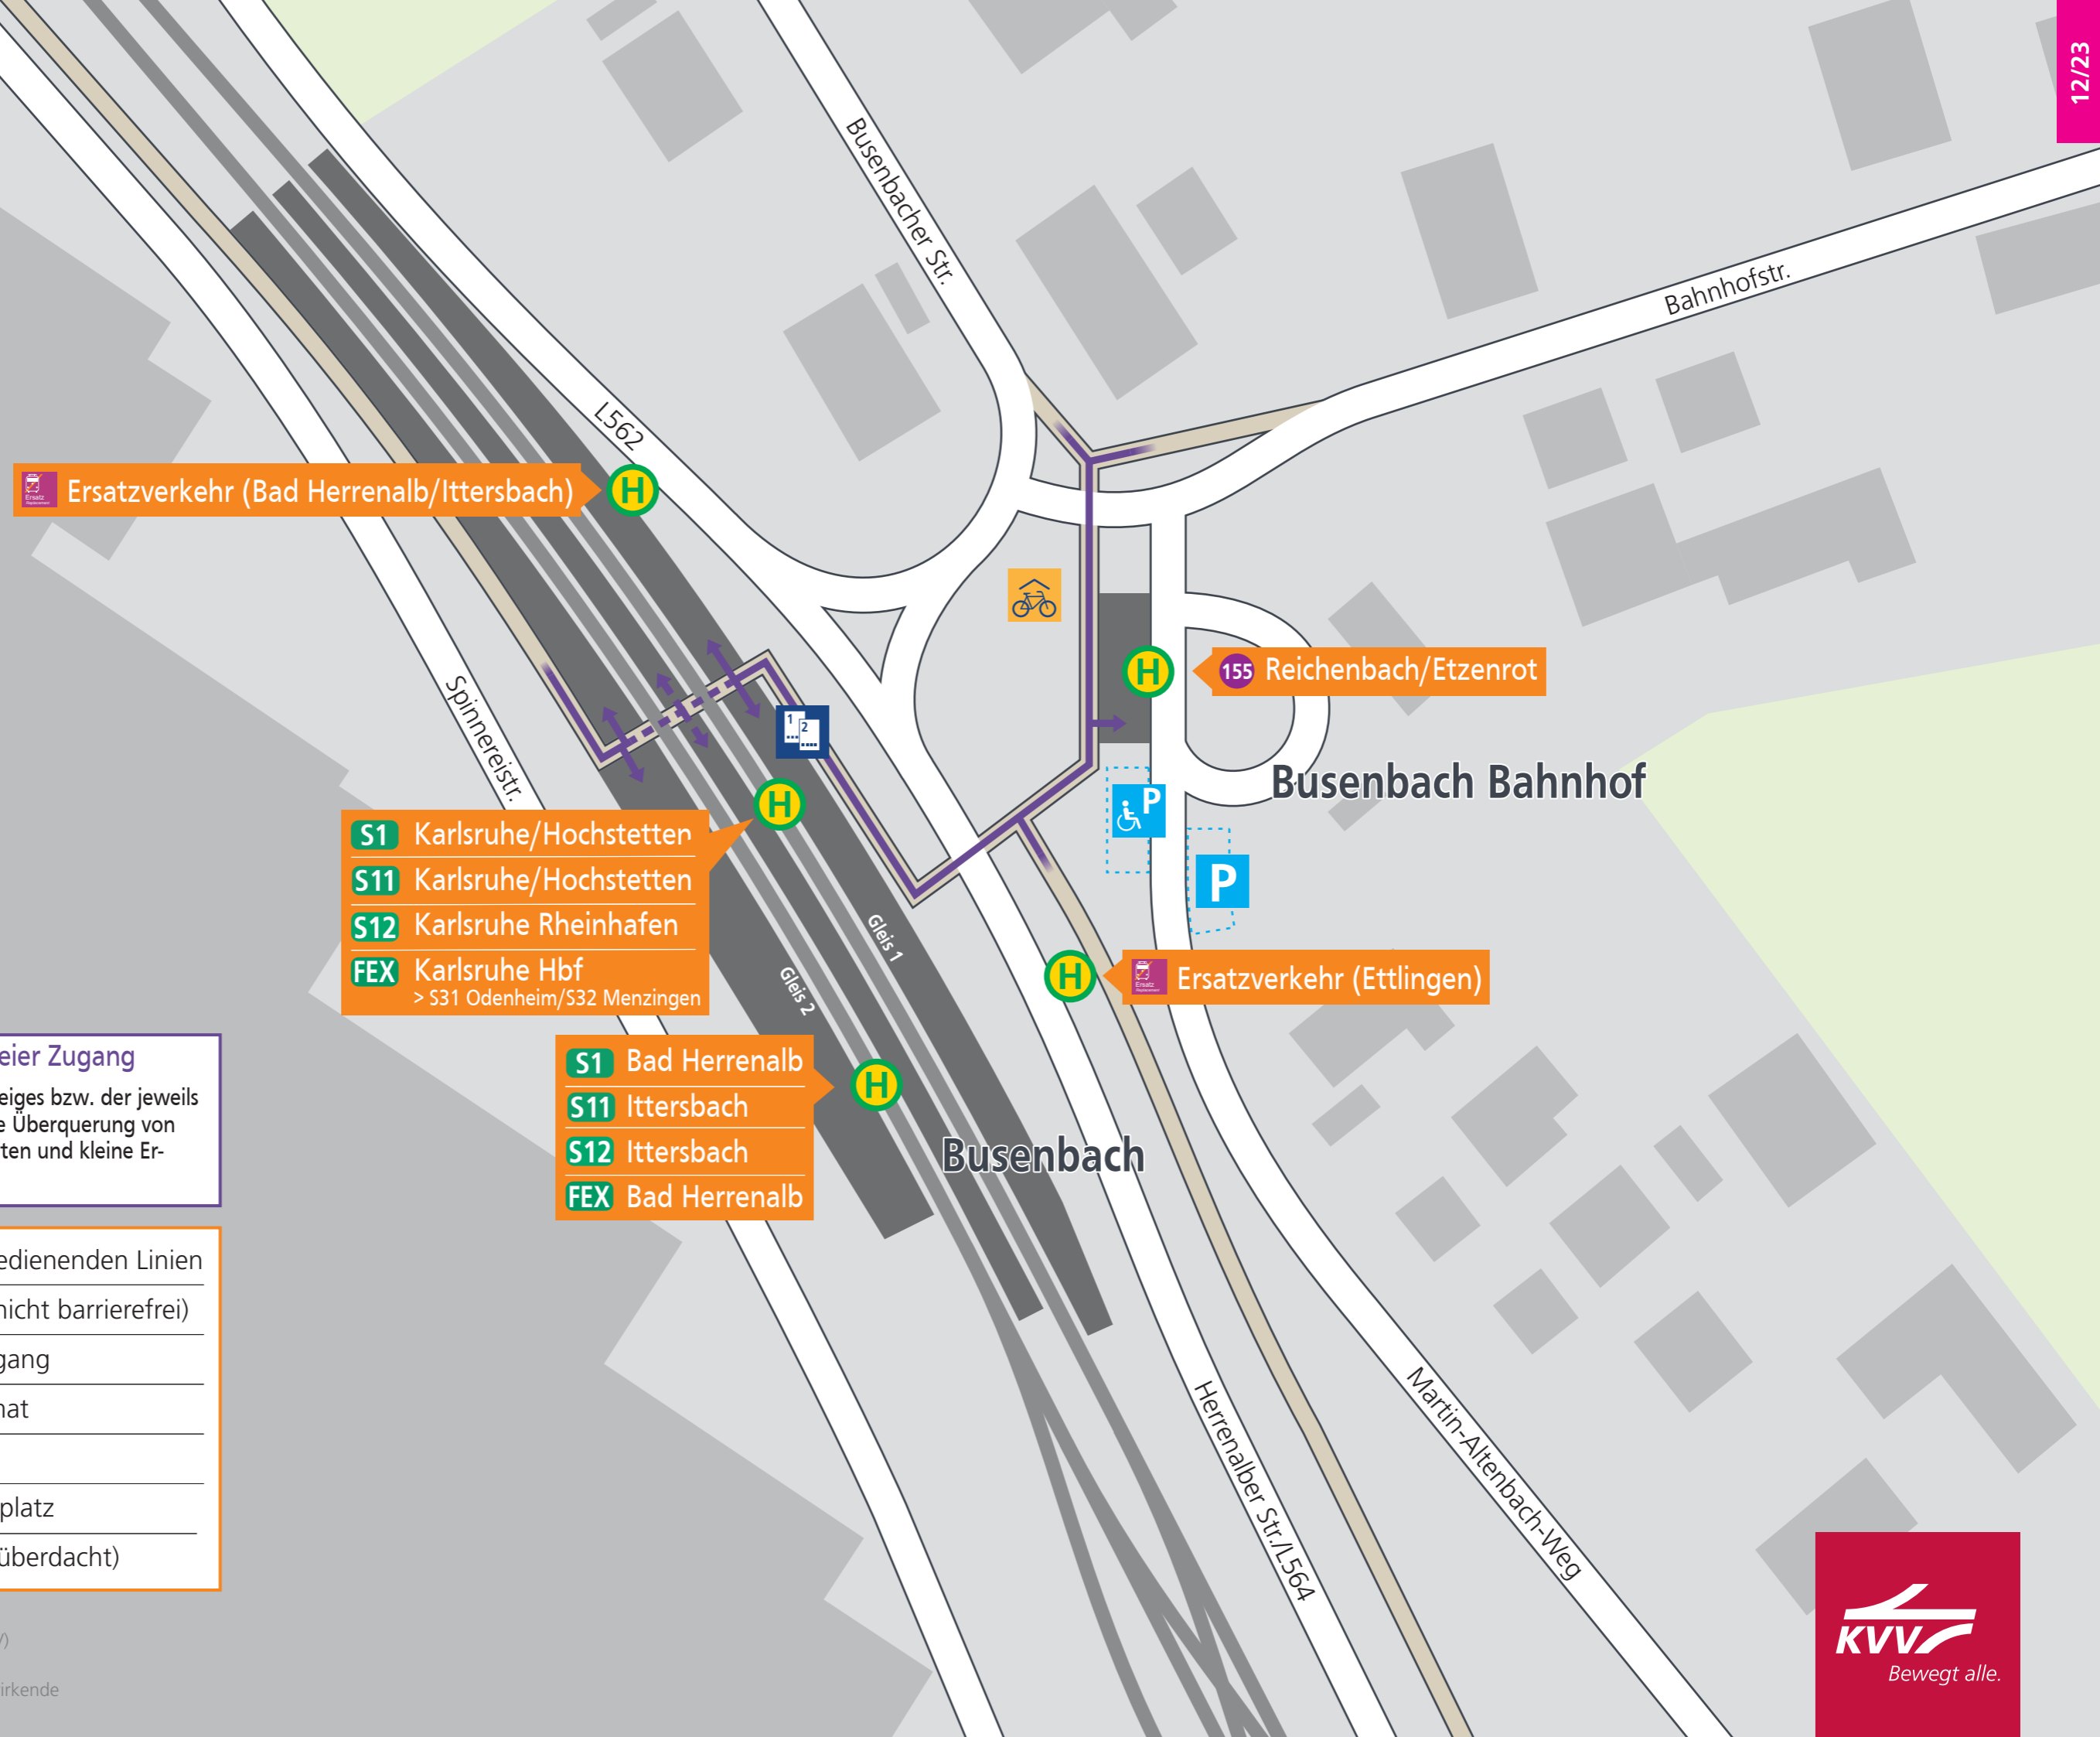 12/23
Busenbacher Str.
Bahnhofstr.
L562
Ersatz
Ersatzverkehr (Bad Herrenalb/Ittersbach)
H
Spinnereistr.
1
2
H
H
155 Reichenbach/Etzenrot
Busenbach Bahnhof
P
P
S1 Karlsruhe/Hochstetten
S11 Karlsruhe/Hochstetten
S12 Karlsruhe Rheinhafen
FEX Karlsruhe Hbf
> S31 Odenheim/S32 Menzingen
Gleis 1
Gleis 2
H
Ersatz
Ersatzverkehr (Ettlingen)
S1 Bad Herrenalb
S11 Ittersbach
S12 Ittersbach
FEX Bad Herrenalb
H
Busenbach
eier Zugang
eiges bzw. der jeweils
e Überquerung von
ten und kleine Er-
edienenden Linien
nicht barrierefrei)
gang
nat
platz
überdacht)
irkende
Herrenalber Str./L564
Martin-Altenbach-Weg
KVV
Bewegt alle.